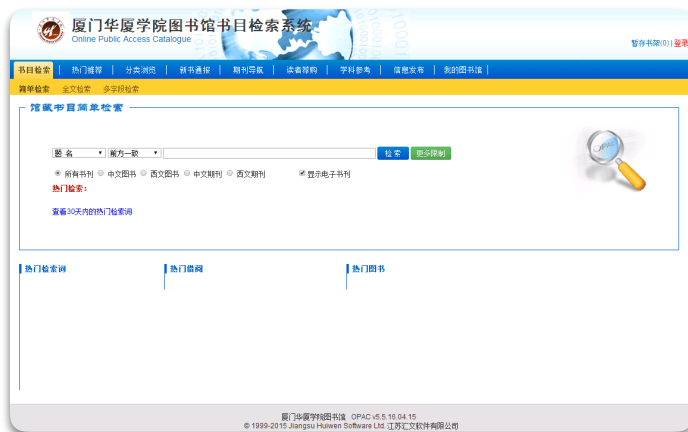 厦门华厦学院图书馆书目检索系统
Online Public Access Catalogue
暂存书架(0) | 登录
书目检索 | 热门推荐 | 分类浏览 | 新书通报 | 期刊导航 | 读者荐购 | 学科参考 | 信息发布 | 我的图书馆 |
简单检索 全文检索 多字段检索
馆藏书目简单检索
题 名 前方一致 检 索 更多限制
所有书刊 中文图书 西文图书 中文期刊 西文期刊 显示电子书刊
热门检索：
查看30天内的热门检索词
热门检索词 热门借阅 热门图书
OPAC
厦门华厦学院图书馆 OPAC v5.5.16.04.15
© 1999-2015 Jiangsu Huiwen Software Ltd. 江苏汇文软件有限公司